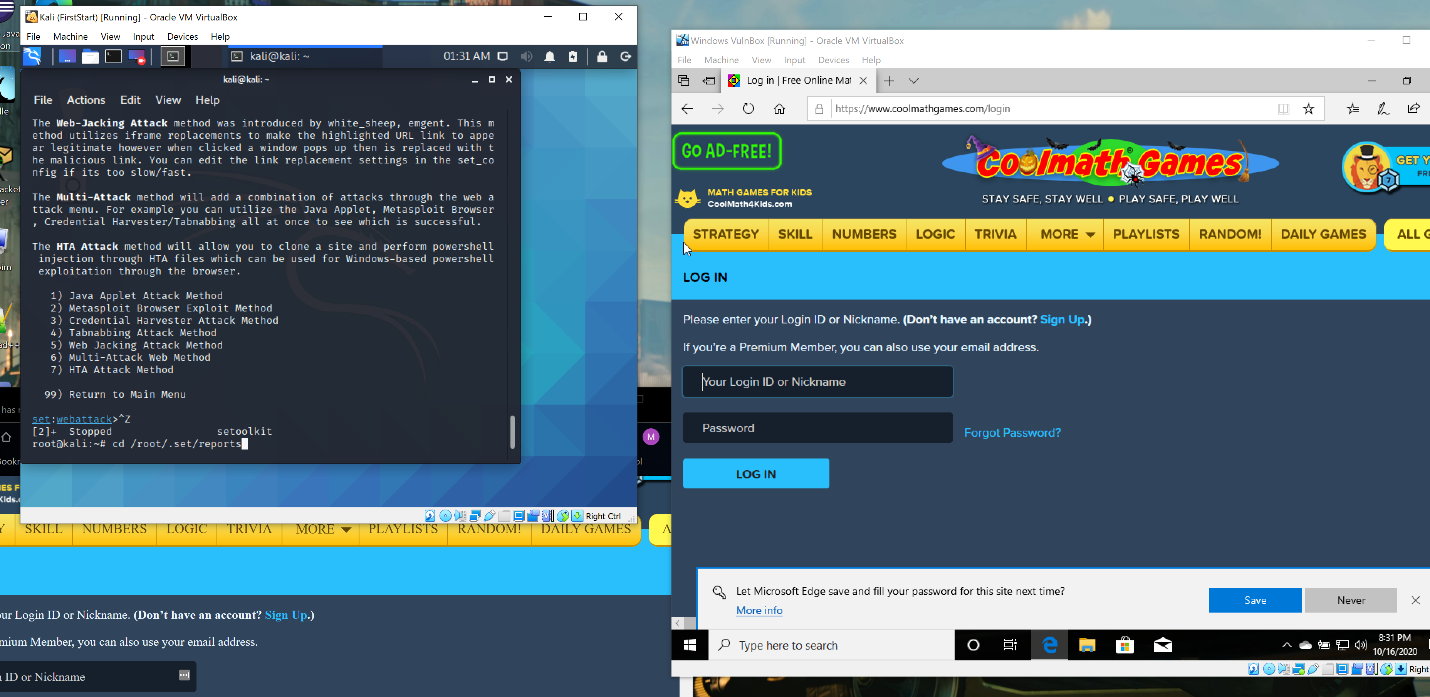 Kali (FirstStart) [Running] - Oracle VM VirtualBox
File Machine View Input Devices Help
kali@kali: ~
01:31 AM
kali@kali: ~
File Actions Edit View Help
The Web-Jacking Attack method was introduced by white_sheep, emgent. This m
ethod utilizes iframe replacements to make the highlighted URL link to appe
ar legitimate however when clicked a window pops up then is replaced with t
he malicious link. You can edit the link replacement settings in the set_co
nfig if its too slow/fast.
The Multi-Attack method will add a combination of attacks through the web a
ttack menu. For example you can utilize the Java Applet, Metasploit Browser
, Credential Harvester/Tabnabbing all at once to see which is successful.
The HTA Attack method will allow you to clone a site and perform powershell
injection through HTA files which can be used for Windows-based powershell
exploitation through the browser.
1) Java Applet Attack Method
2) Metasploit Browser Exploit Method
3) Credential Harvester Attack Method
4) Tabnabbing Attack Method
5) Web Jacking Attack Method
6) Multi-Attack Web Method
7) HTA Attack Method
99) Return to Main Menu
set:webattack>^Z
[2]+ Stopped setoolkit
root@kali:~# cd /root/.set/reports
Right Ctrl
M
SKILL NUMBERS LOGIC TRIVIA MORE PLAYLISTS RANDOM! DAILY GAMES A
ur Login ID or Nickname. (Don't have an account? Sign Up.)
mium Member, you can also use your email address.
ID or Nickname
Windows VulnBox [Running] - Oracle VM VirtualBox
File Machine View Input Devices Help
Log in | Free Online Mat
https://www.coolmathgames.com/login
GO AD-FREE!
Coolmath Games
GET Y
FR
7
MATH GAMES FOR KIDS
CoolMath4Kids.com
STAY SAFE, STAY WELL ● PLAY SAFE, PLAY WELL
STRATEGY SKILL NUMBERS LOGIC TRIVIA MORE PLAYLISTS RANDOM! DAILY GAMES ALL G
LOG IN
Please enter your Login ID or Nickname. (Don't have an account? Sign Up.)
If you're a Premium Member, you can also use your email address.
Your Login ID or Nickname
Password
Forgot Password?
LOG IN
Let Microsoft Edge save and fill your password for this site next time?
More info
Save
Never
Type here to search
8:31 PM
10/16/2020
Right